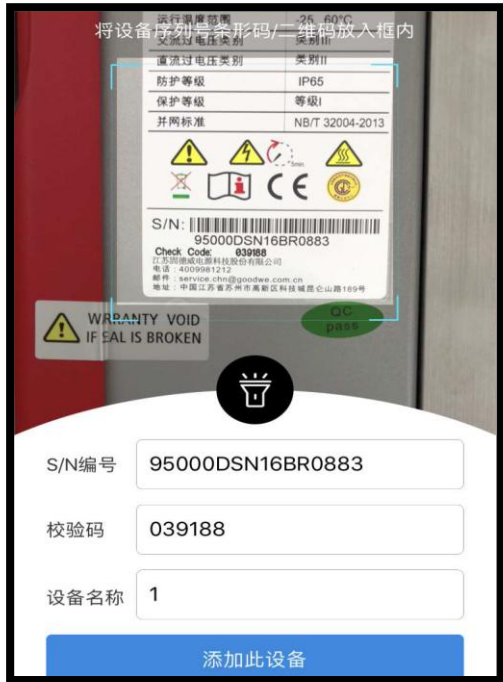 运行温度范围 -25...60°C
将设备序列号条形码/二维码放入框内
交流过电压类别 类别III
直流过电压类别 类别II
防护等级 IP65
保护等级 等级I
并网标准 NB/T 32004-2013
5min
S/N:
95000DSN16BR0883
Check Code: 039188
江苏固德威电源科技股份有限公司
电话：4009981212
邮件：service.chn@goodwe.com.cn
地址：中国江苏省苏州市高新区科技城昆仑山路189号
WRRANTY VOID
IF EAL IS BROKEN
QC
pass
S/N编号 95000DSN16BR0883
校验码 039188
设备名称 1
添加此设备